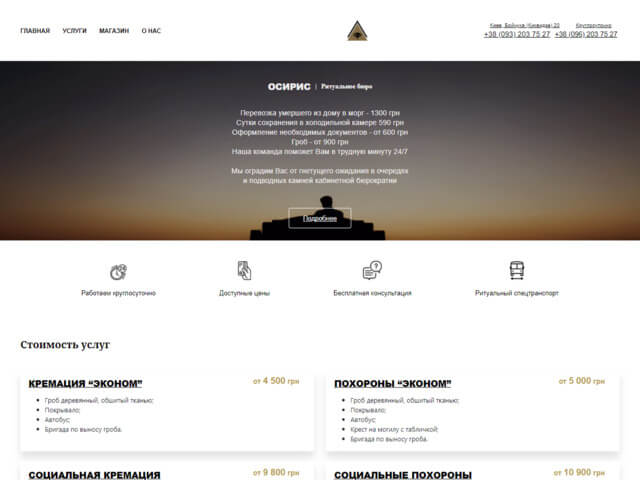 ГЛАВНАЯ УСЛУГИ МАГАЗИН О НАС
Киев, Бойчука (Киквидзе) 20 Круглосуточно
+38 (093) 203 75 27 +38 (096) 203 75 27
ОСИРИС | Ритуальное бюро
Перевозка умершего из дому в морг - 1300 грн
Сутки сохранения в холодильной камере 590 грн
Оформление необходимых документов - от 600 грн
Гроб - от 900 грн
Наша команда поможет Вам в трудную минуту 24/7
Мы оградим Вас от гнетущего ожидания в очередях
и подводных камней кабинетной бюрократии
Подробнее
Работаем круглосуточно Доступные цены Бесплатная консультация Ритуальный спецтранспорт
Стоимость услуг
КРЕМАЦИЯ “ЭКОНОМ” от 4 500 грн
Гроб деревянный, обшитый тканью;
Покрывало;
Автобус;
Бригада по выносу гроба.
ПОХОРОНЫ “ЭКОНОМ” от 5 000 грн
Гроб деревянный, обшитый тканью;
Покрывало;
Автобус;
Крест на могилу с табличкой;
Бригада по выносу гроба.
СОЦИАЛЬНАЯ КРЕМАЦИЯ от 9 800 грн
СОЦИАЛЬНЫЕ ПОХОРОНЫ от 10 900 грн